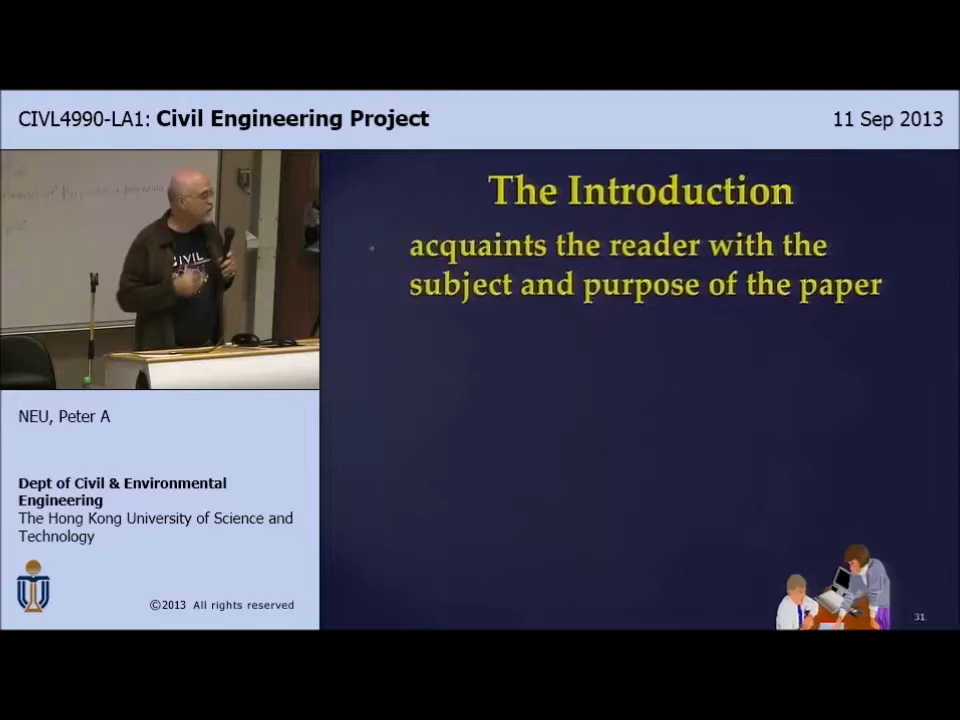 CIVL4990-LA1: Civil Engineering Project
11 Sep 2013
CIVIL
The Introduction
acquaints the reader with the
subject and purpose of the paper
NEU, Peter A
Dept of Civil & Environmental
Engineering
The Hong Kong University of Science and
Technology
©2013 All rights reserved
31